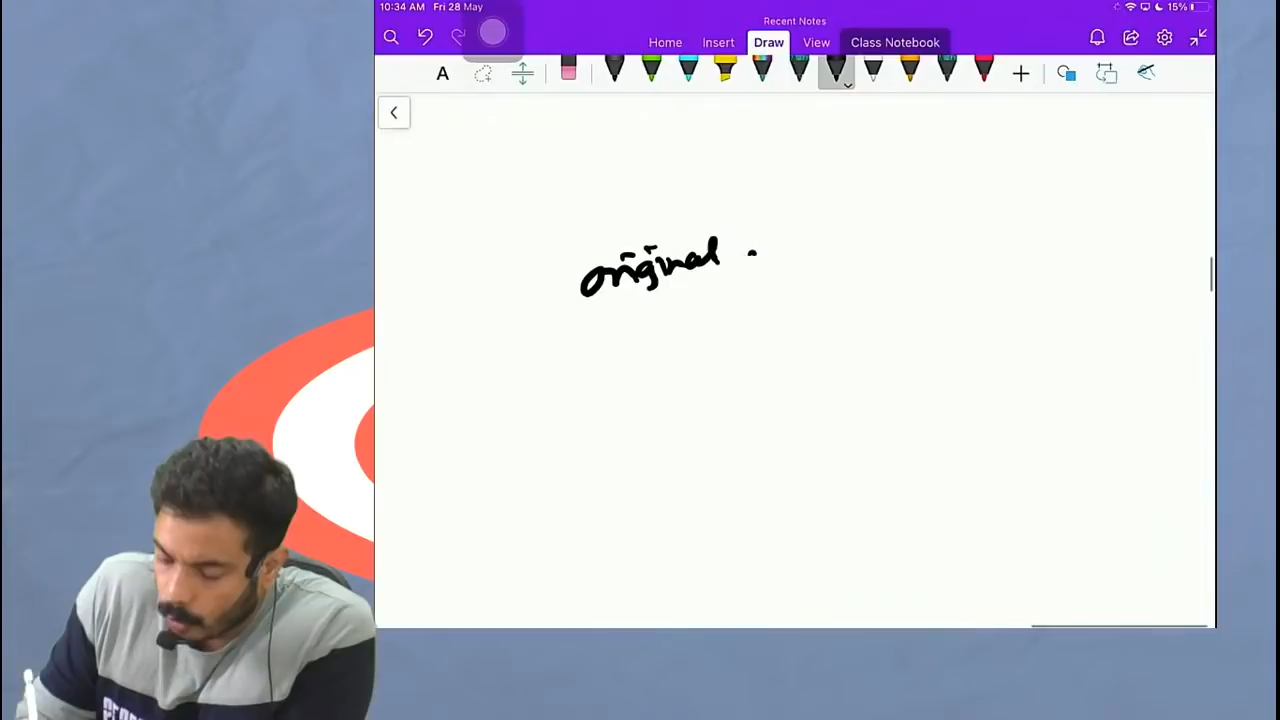 10:34 AM Fri 28 May
15%
Recent Notes
Home Insert Draw View Class Notebook
A
original